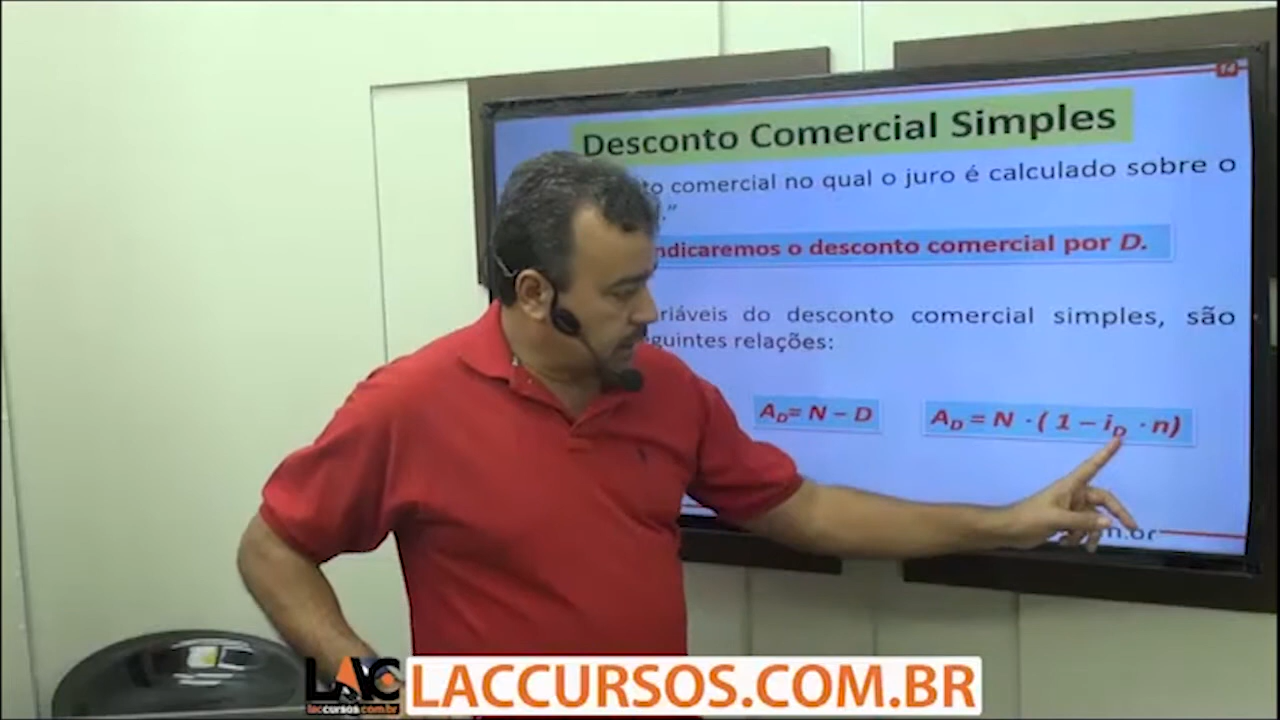 14
Desconto Comercial Simples
comercial no qual o juro é calculado sobre o
ndicaremos o desconto comercial por D.
riáveis do desconto comercial simples, são
guintes relações:
A_D = N – D
A_D = N · ( 1 – i_D · n)
LAC
laccursos.com.br
LACCURSOS.COM.BR